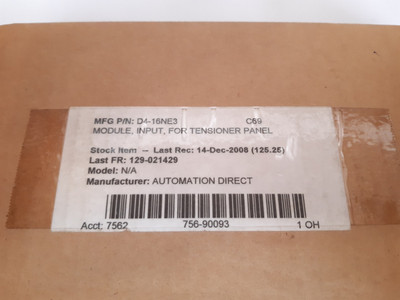 MFG P/N: D4-16NE3 C59
MODULE, INPUT, FOR TENSIONER PANEL
Stock Item -- Last Rec: 14-Dec-2008 (125.25)
Last FR: 129-021429
Model: N/A
Manufacturer: AUTOMATION DIRECT
Acct: 7562 756-90093 1 OH